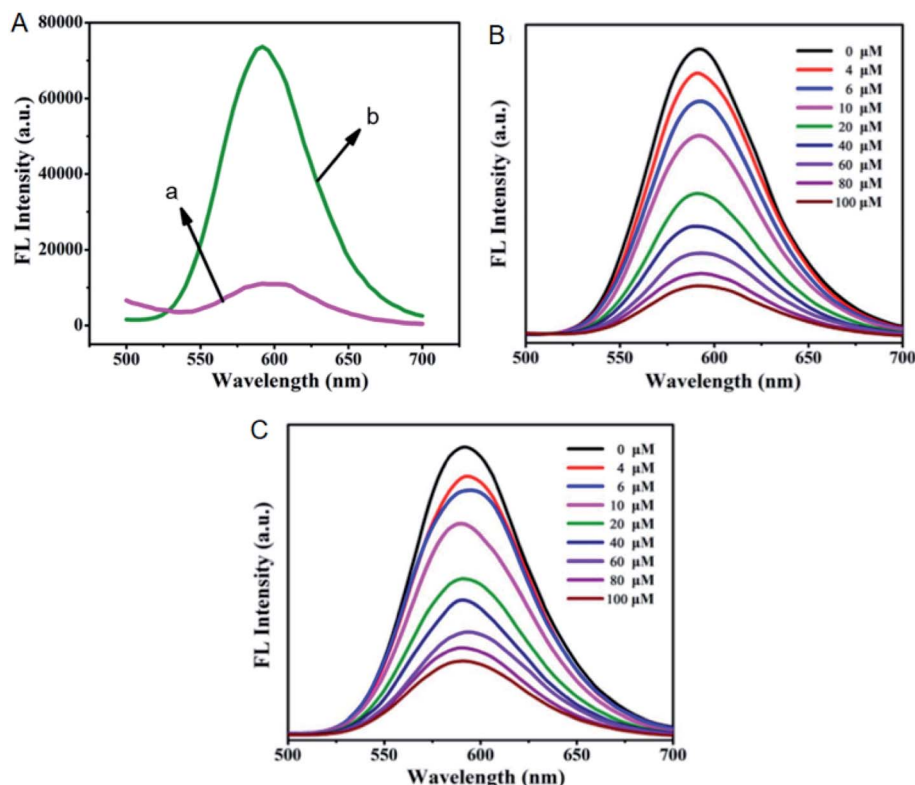 A
80000
60000
40000
20000
0
FL Intensity (a.u.)
a
b
500 550 600 650 700
Wavelength (nm)
B
0 µM
4 µM
6 µM
10 µM
20 µM
40 µM
60 µM
80 µM
100 µM
FL Intensity (a.u.)
500 550 600 650 700
Wavelength (nm)
C
0 µM
4 µM
6 µM
10 µM
20 µM
40 µM
60 µM
80 µM
100 µM
FL Intensity (a.u.)
500 550 600 650 700
Wavelength (nm)